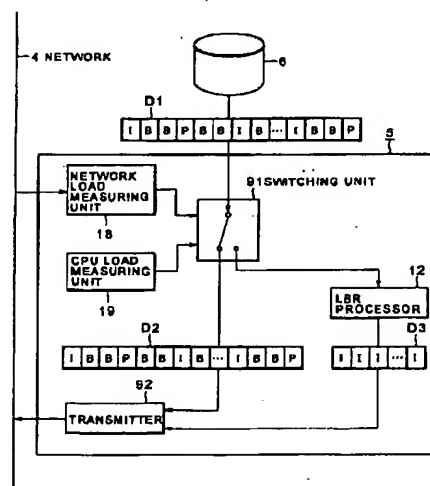 4 NETWORK
6
D1
I B B P B B I B ... I B B P
5
NETWORK
LOAD
MEASURING
UNIT
18
91 SWITCHING UNIT
CPU LOAD
MEASURING
UNIT
19
12
LBR
PROCESSOR
D2
I B B P B B I B ... I B B P
D3
I I I ... I
92
TRANSMITTER